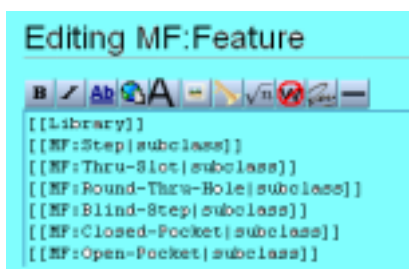 Editing MF:Feature
B I Ab A √n W
[[Library]]
[[MF:Step|subclass]]
[[MF:Thru-Slot|subclass]]
[[MF:Round-Thru-Hole|subclass]]
[[MF:Blind-Step|subclass]]
[[MF:Closed-Pocket|subclass]]
[[MF:Open-Pocket|subclass]]